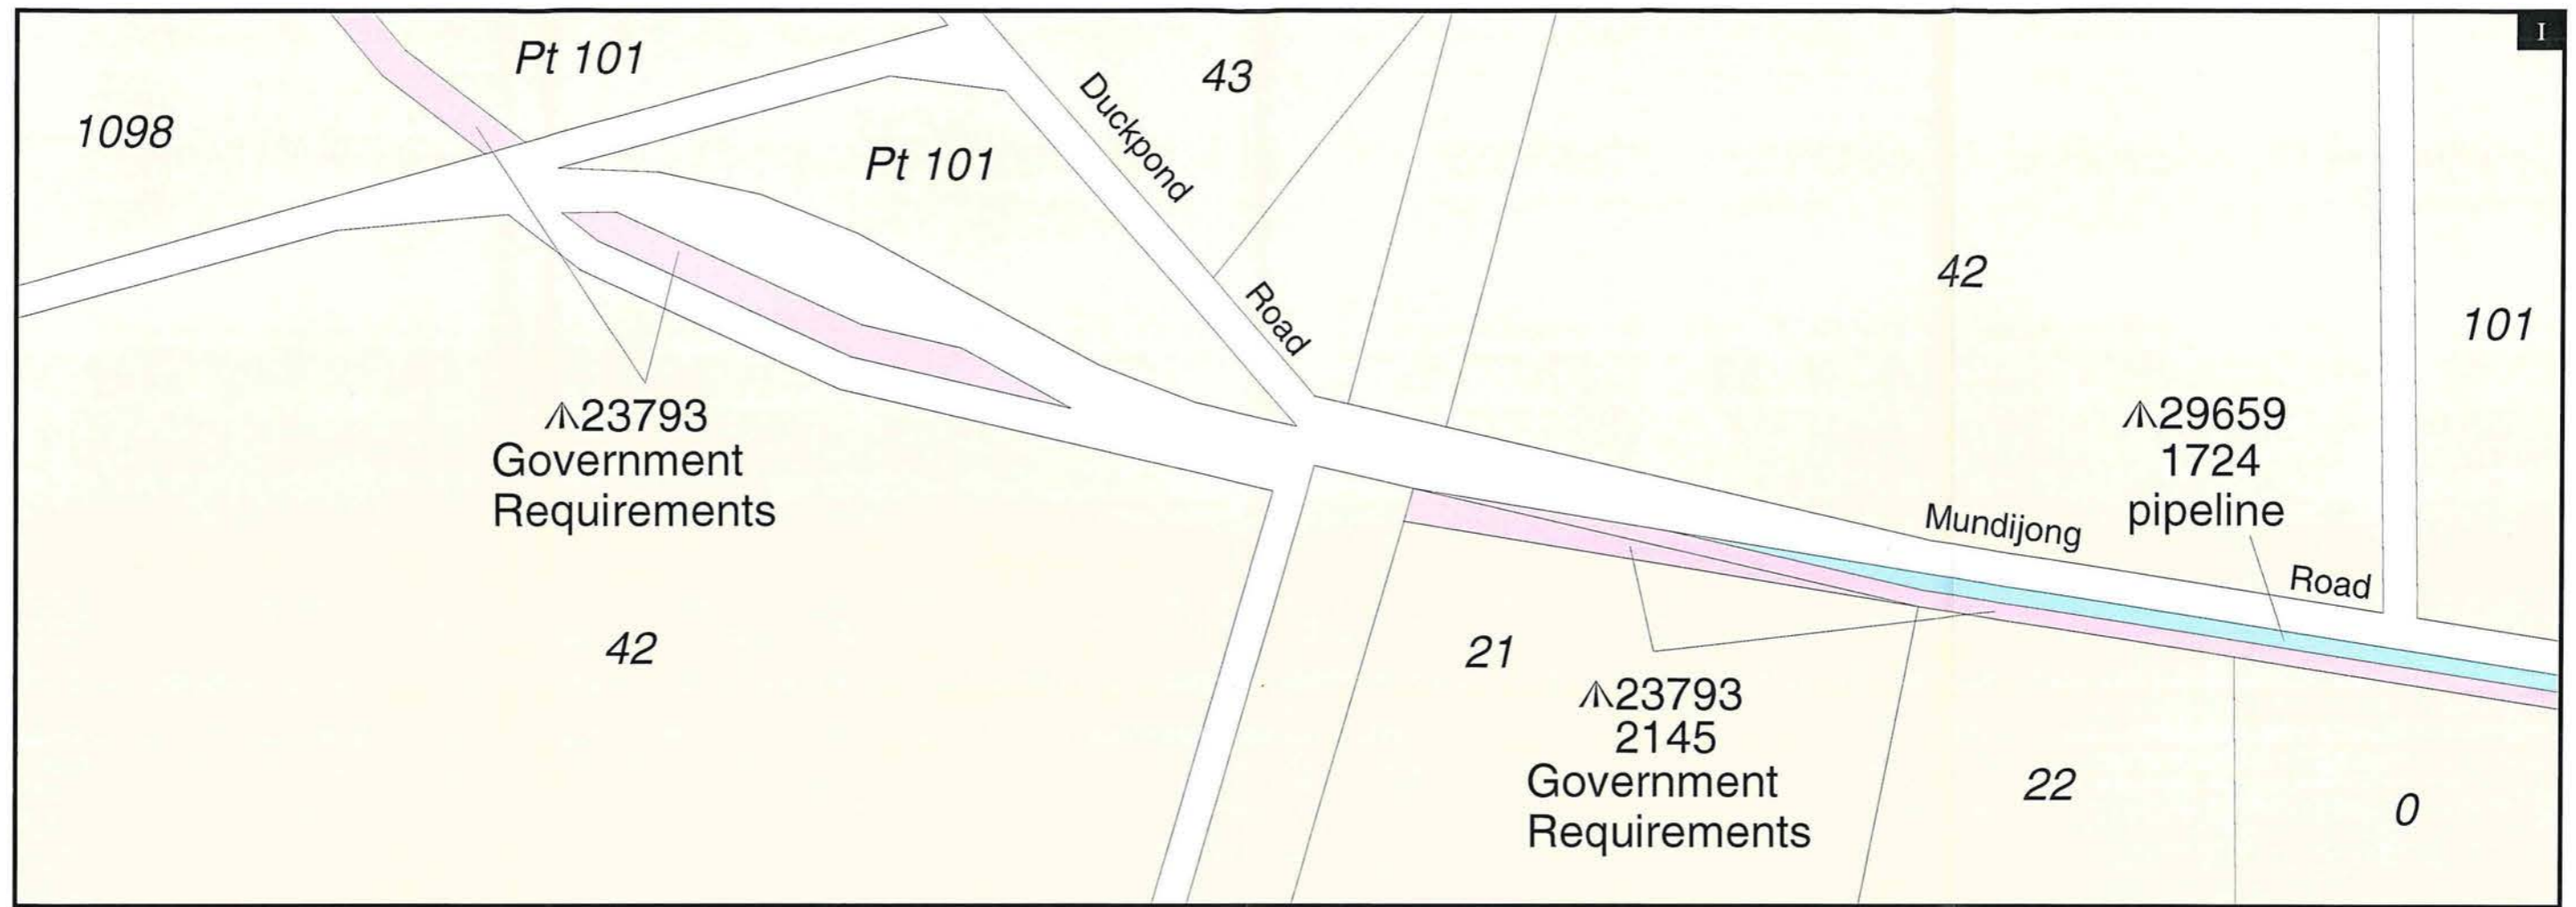 I
Pt 101
43
1098
Duckpond
Road
Pt 101
42
101
23793
Government
Requirements
29659
1724
pipeline
Mundijong
Road
42
21
23793
2145
Government
Requirements
22
0